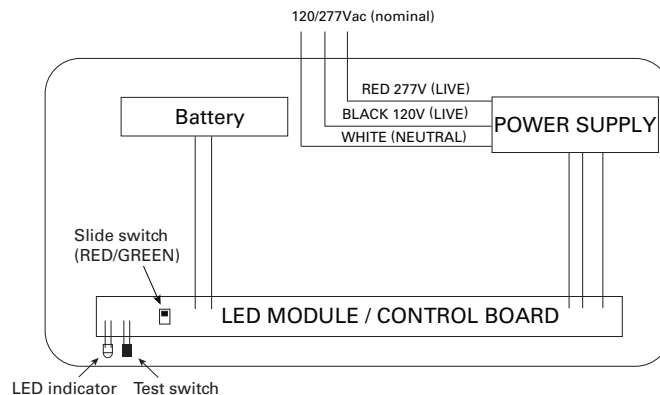 120/277Vac (nominal)
RED 277V (LIVE)
BLACK 120V (LIVE)
WHITE (NEUTRAL)
Battery
POWER SUPPLY
Slide switch
(RED/GREEN)
LED MODULE / CONTROL BOARD
LED indicator
Test switch